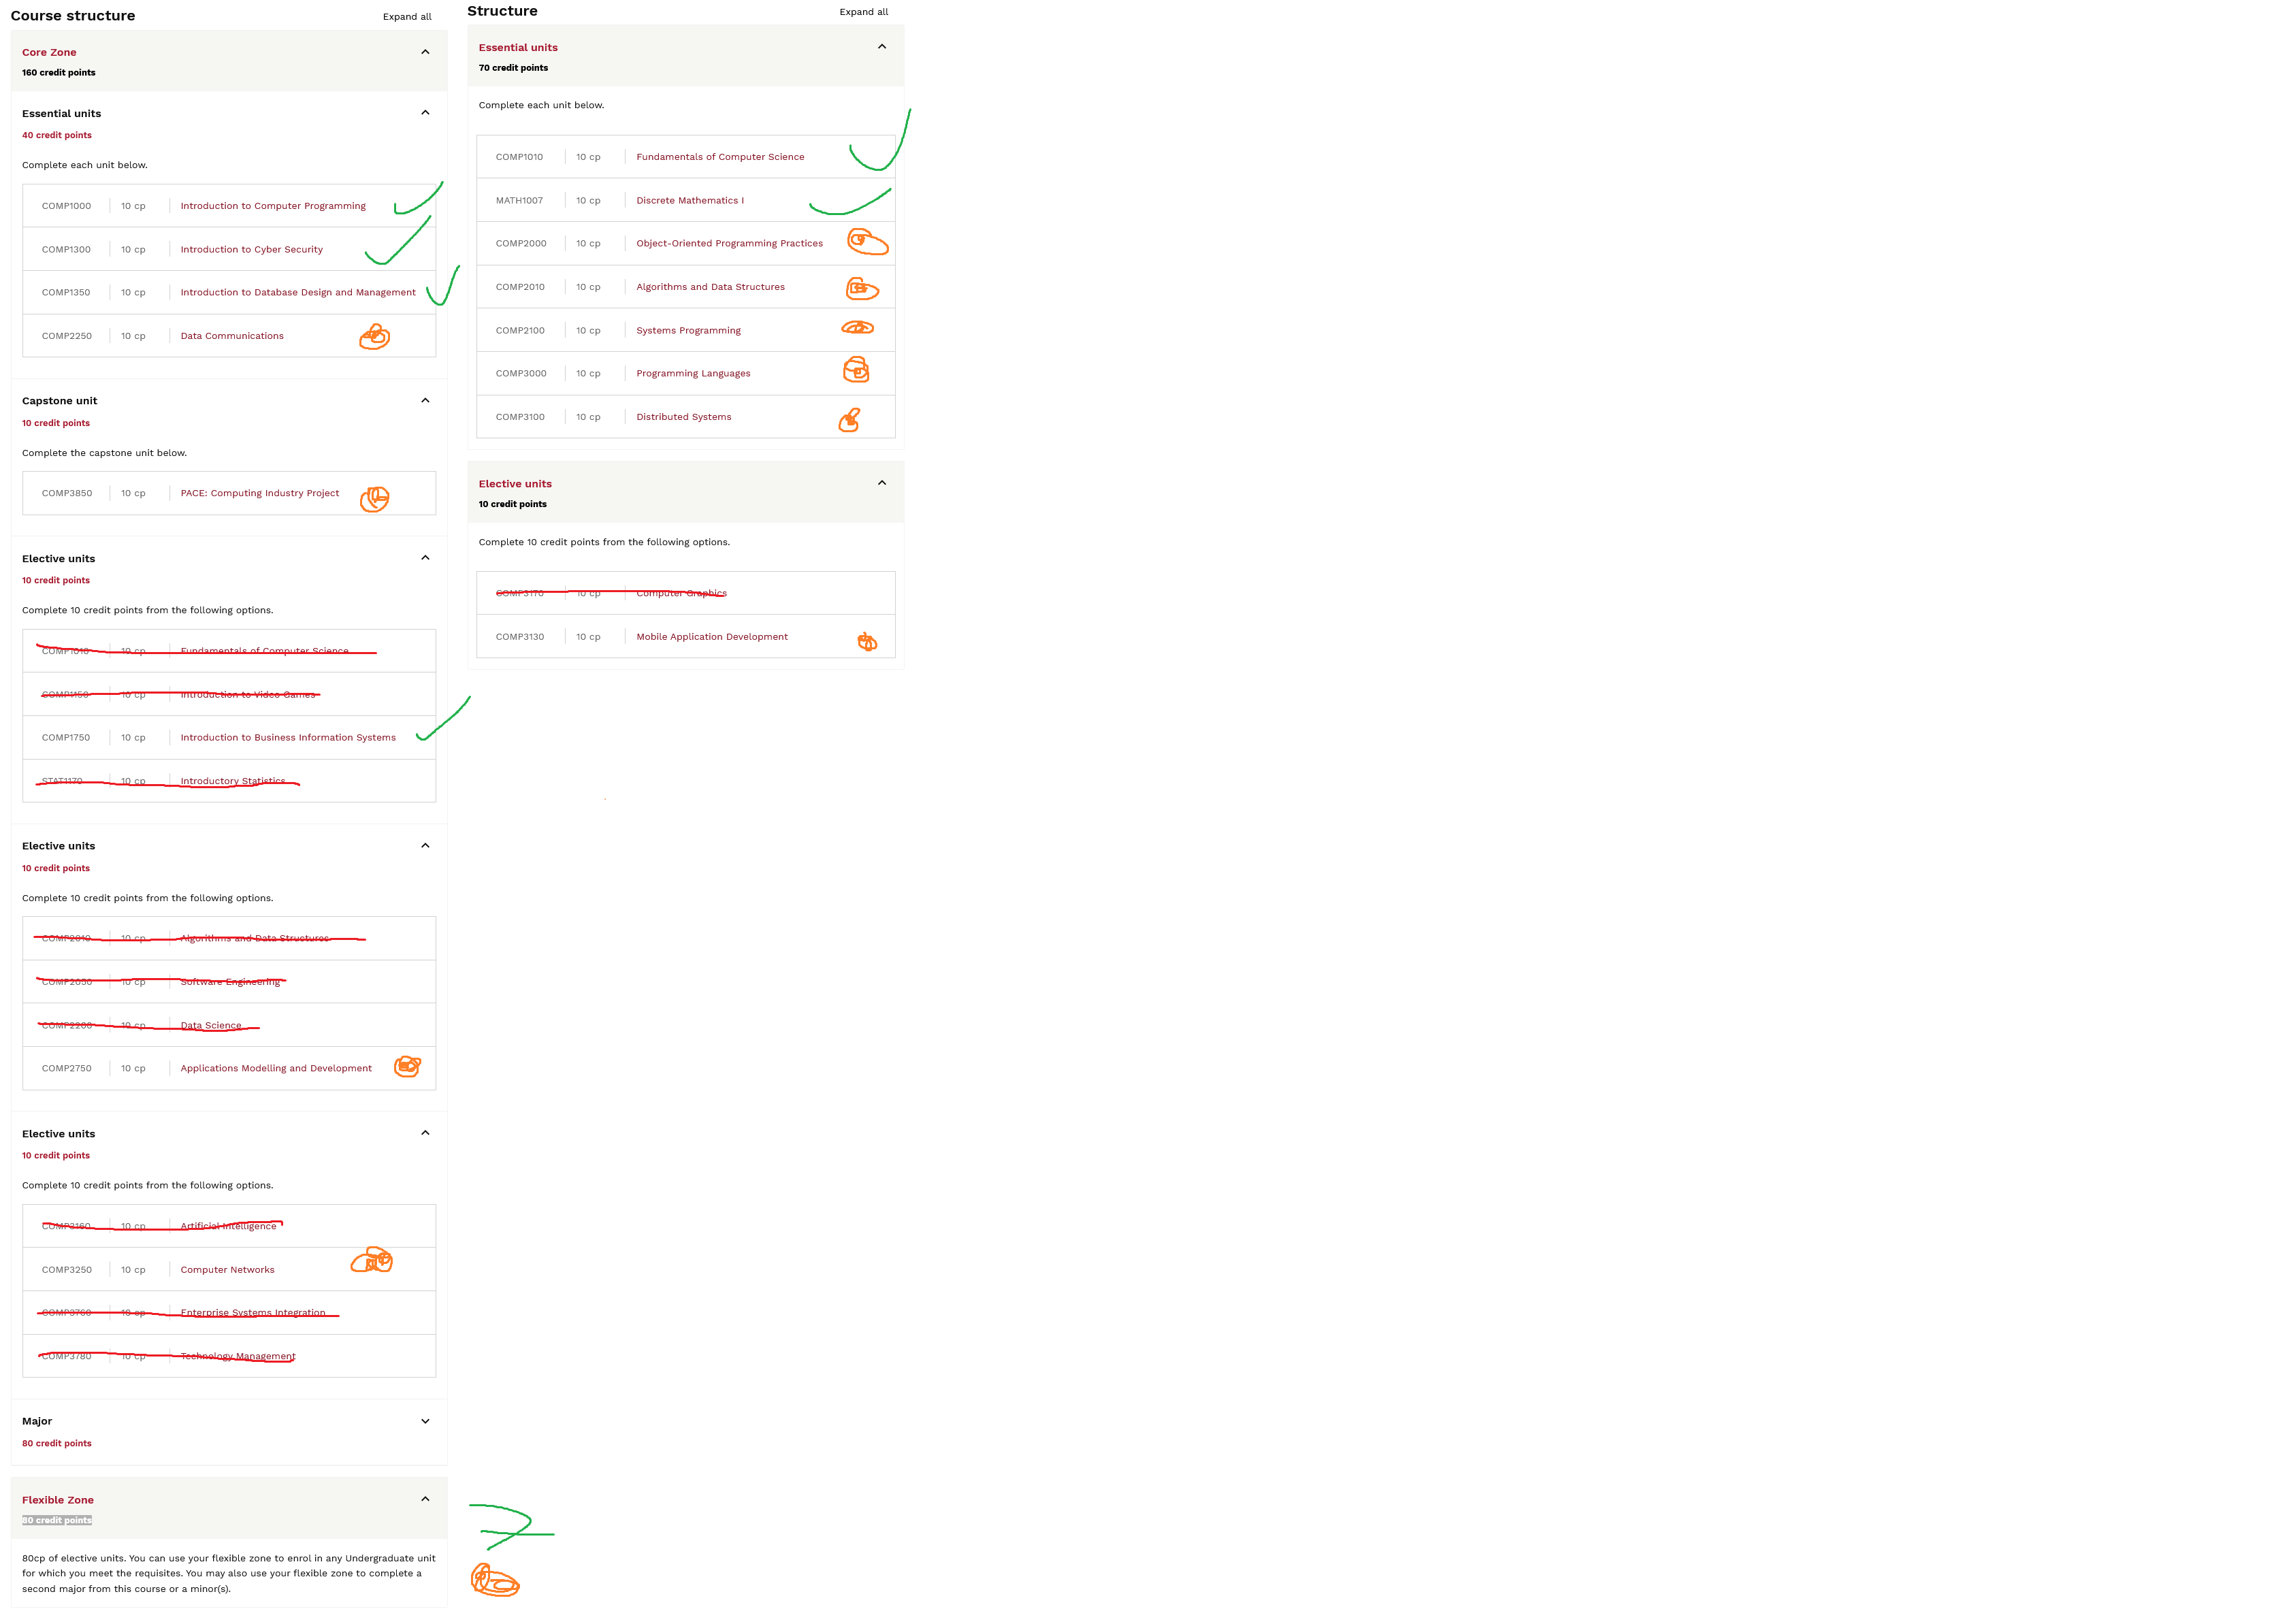 Course structure
Expand all
Core Zone
160 credit points
Essential units
40 credit points
Complete each unit below.
COMP1000 10 cp Introduction to Computer Programming
COMP1300 10 cp Introduction to Cyber Security
COMP1350 10 cp Introduction to Database Design and Management
COMP2250 10 cp Data Communications
Capstone unit
10 credit points
Complete the capstone unit below.
COMP3850 10 cp PACE: Computing Industry Project
Elective units
10 credit points
Complete 10 credit points from the following options.
COMP1010 10 cp Fundamentals of Computer Science
COMP1150 10 cp Introduction to Video Games
COMP1750 10 cp Introduction to Business Information Systems
STAT1170 10 cp Introductory Statistics
Elective units
10 credit points
Complete 10 credit points from the following options.
COMP2010 10 cp Algorithms and Data Structures
COMP2050 10 cp Software Engineering
COMP2200 10 cp Data Science
COMP2750 10 cp Applications Modelling and Development
Elective units
10 credit points
Complete 10 credit points from the following options.
COMP3160 10 cp Artificial Intelligence
COMP3250 10 cp Computer Networks
COMP3760 10 cp Enterprise Systems Integration
COMP3780 10 cp Technology Management
Major
80 credit points
Flexible Zone
80 credit points
80cp of elective units. You can use your flexible zone to enrol in any Undergraduate unit
for which you meet the requisites. You may also use your flexible zone to complete a
second major from this course or a minor(s).
Structure
Expand all
Essential units
70 credit points
Complete each unit below.
COMP1010 10 cp Fundamentals of Computer Science
MATH1007 10 cp Discrete Mathematics I
COMP2000 10 cp Object-Oriented Programming Practices
COMP2010 10 cp Algorithms and Data Structures
COMP2100 10 cp Systems Programming
COMP3000 10 cp Programming Languages
COMP3100 10 cp Distributed Systems
Elective units
10 credit points
Complete 10 credit points from the following options.
COMP3170 10 cp Computer Graphics
COMP3130 10 cp Mobile Application Development